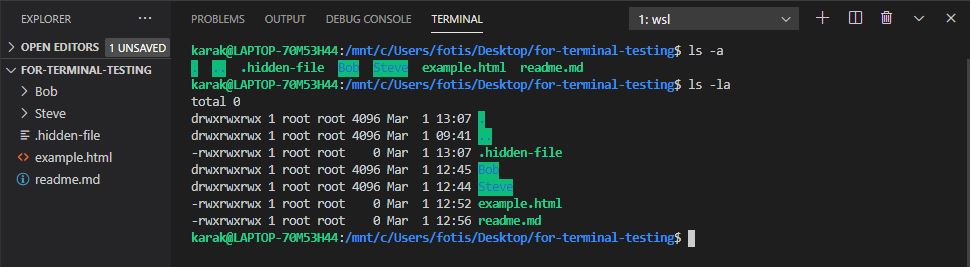 EXPLORER
OPEN EDITORS 1 UNSAVED
FOR-TERMINAL-TESTING
Bob
Steve
.hidden-file
example.html
readme.md
PROBLEMS OUTPUT DEBUG CONSOLE TERMINAL 1: wsl
karak@LAPTOP-70M53H44:/mnt/c/Users/fotis/Desktop/for-terminal-testing$ ls -a
. .. .hidden-file Bob Steve example.html readme.md
karak@LAPTOP-70M53H44:/mnt/c/Users/fotis/Desktop/for-terminal-testing$ ls -la
total 0
drwxrwxrwx 1 root root 4096 Mar 1 13:07 .
drwxrwxrwx 1 root root 4096 Mar 1 09:41 ..
-rwxrwxrwx 1 root root 0 Mar 1 13:07 .hidden-file
drwxrwxrwx 1 root root 4096 Mar 1 12:45 Bob
drwxrwxrwx 1 root root 4096 Mar 1 12:44 Steve
-rwxrwxrwx 1 root root 0 Mar 1 12:52 example.html
-rwxrwxrwx 1 root root 0 Mar 1 12:56 readme.md
karak@LAPTOP-70M53H44:/mnt/c/Users/fotis/Desktop/for-terminal-testing$